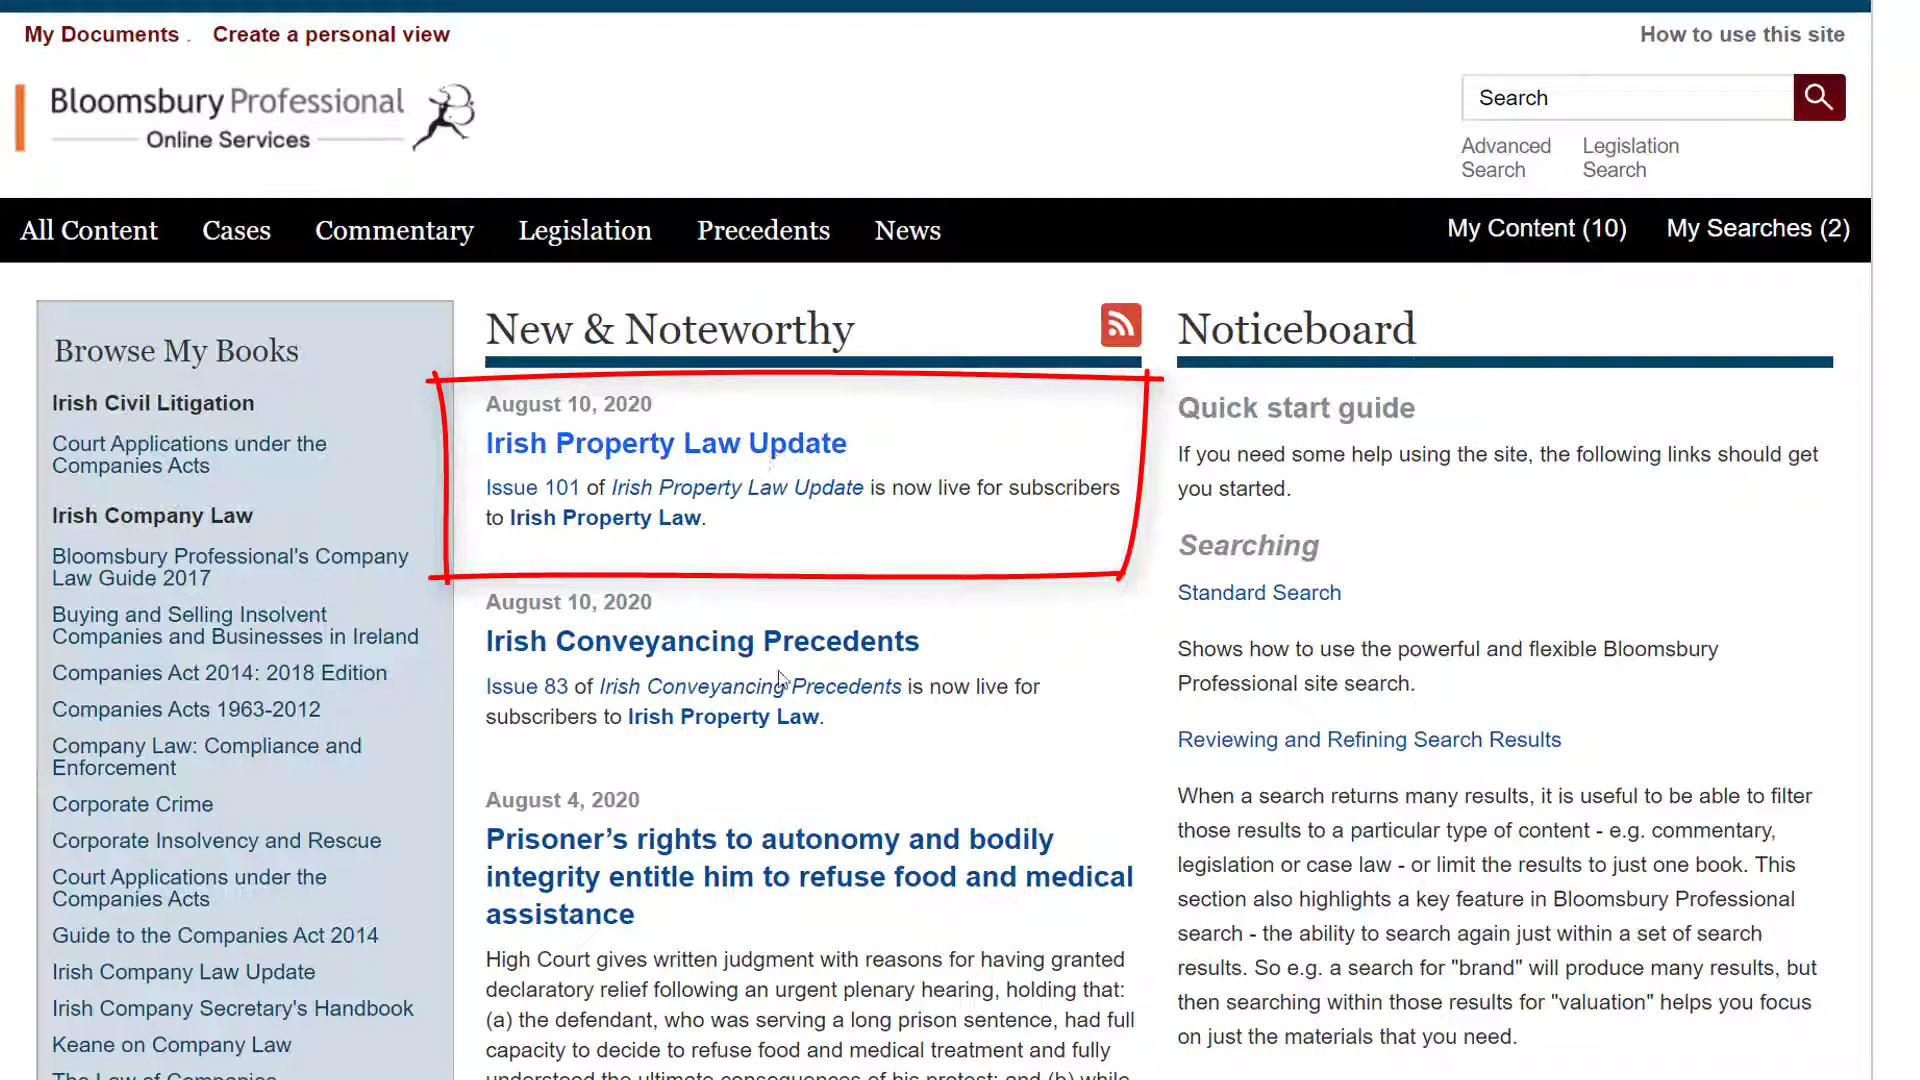 My Documents . Create a personal view
How to use this site
Bloomsbury Professional
Online Services
Search
Advanced Search
Legislation Search
All Content Cases Commentary Legislation Precedents News
My Content (10) My Searches (2)
Browse My Books
Irish Civil Litigation
Court Applications under the
Companies Acts
Irish Company Law
Bloomsbury Professional's Company
Law Guide 2017
Buying and Selling Insolvent
Companies and Businesses in Ireland
Companies Act 2014: 2018 Edition
Companies Acts 1963-2012
Company Law: Compliance and
Enforcement
Corporate Crime
Corporate Insolvency and Rescue
Court Applications under the
Companies Acts
Guide to the Companies Act 2014
Irish Company Law Update
Irish Company Secretary's Handbook
Keane on Company Law
The Law of Companies
New & Noteworthy
August 10, 2020
Irish Property Law Update
Issue 101 of Irish Property Law Update is now live for subscribers
to Irish Property Law.
August 10, 2020
Irish Conveyancing Precedents
Issue 83 of Irish Conveyancing Precedents is now live for
subscribers to Irish Property Law.
August 4, 2020
Prisoner’s rights to autonomy and bodily
integrity entitle him to refuse food and medical
assistance
High Court gives written judgment with reasons for having granted
declaratory relief following an urgent plenary hearing, holding that:
(a) the defendant, who was serving a long prison sentence, had full
capacity to decide to refuse food and medical treatment and fully
understood the ultimate consequences of his protest; and (b) while
Noticeboard
Quick start guide
If you need some help using the site, the following links should get
you started.
Searching
Standard Search
Shows how to use the powerful and flexible Bloomsbury
Professional site search.
Reviewing and Refining Search Results
When a search returns many results, it is useful to be able to filter
those results to a particular type of content - e.g. commentary,
legislation or case law - or limit the results to just one book. This
section also highlights a key feature in Bloomsbury Professional
search - the ability to search again just within a set of search
results. So e.g. a search for "brand" will produce many results, but
then searching within those results for "valuation" helps you focus
on just the materials that you need.